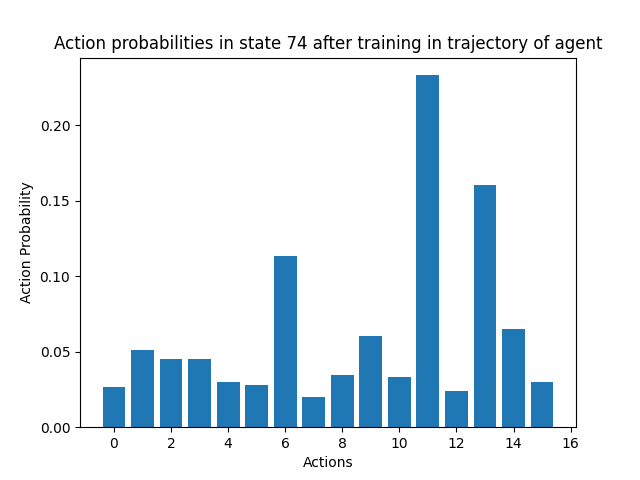 Action probabilities in state 74 after training in trajectory of agent
0.20
0.15
0.10
0.05
0.00
Action Probability
0 2 4 6 8 10 12 14 16
Actions